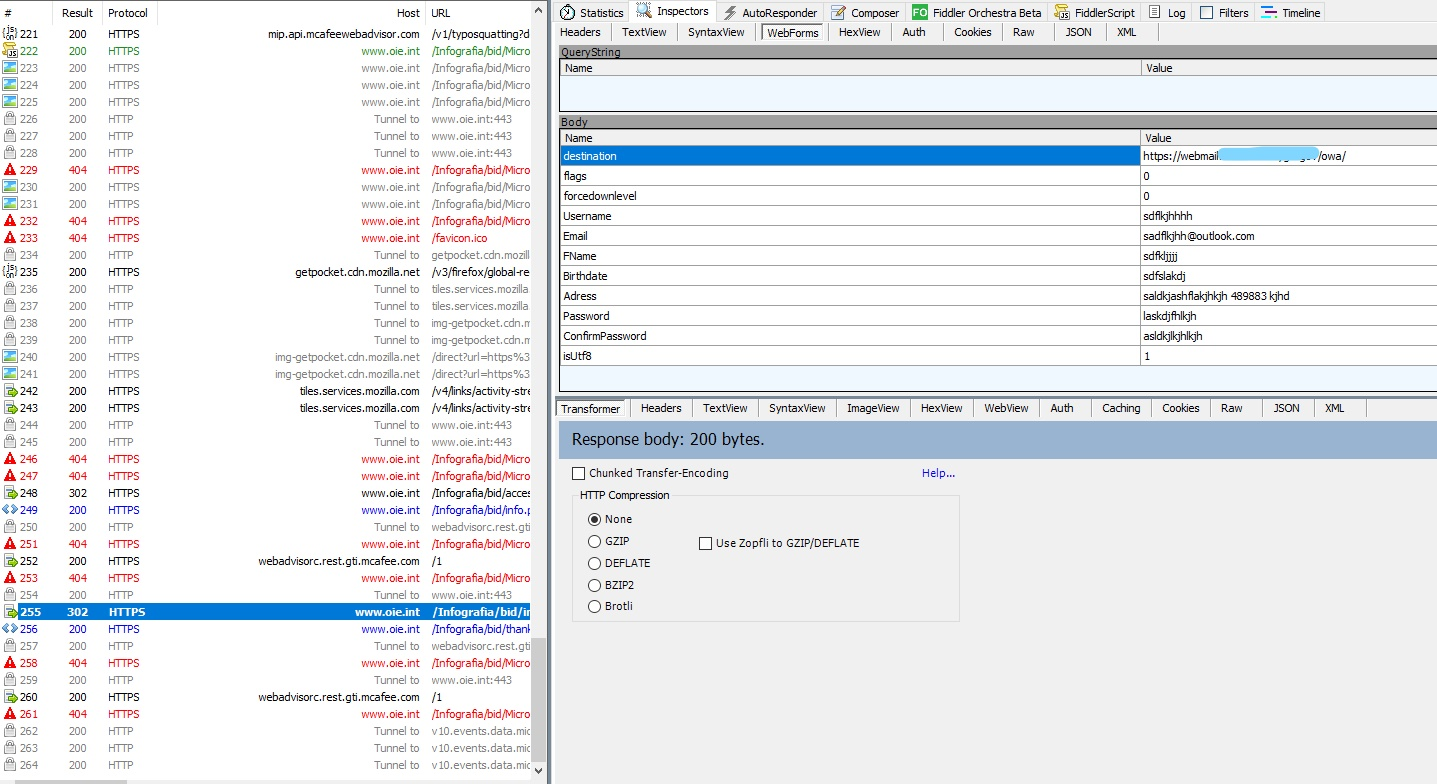 # Result Protocol Host URL
221 200 HTTPS mip.api.mcafeewebadvisor.com /v1/typosquatting?d
222 200 HTTPS www.oie.int /Infografia/bid/Micro
223 200 HTTPS www.oie.int /Infografia/bid/Micro
224 200 HTTPS www.oie.int /Infografia/bid/Micro
225 200 HTTPS www.oie.int /Infografia/bid/Micro
226 200 HTTP Tunnel to www.oie.int:443
227 200 HTTP Tunnel to www.oie.int:443
228 200 HTTP Tunnel to www.oie.int:443
229 404 HTTPS www.oie.int /Infografia/bid/Micro
230 200 HTTPS www.oie.int /Infografia/bid/Micro
231 200 HTTPS www.oie.int /Infografia/bid/Micro
232 404 HTTPS www.oie.int /Infografia/bid/Micro
233 404 HTTPS www.oie.int /favicon.ico
234 200 HTTP Tunnel to getpocket.cdn.mozilla
235 200 HTTPS getpocket.cdn.mozilla.net /v3/firefox/global-re
236 200 HTTP Tunnel to tiles.services.mozilla
237 200 HTTP Tunnel to tiles.services.mozilla
238 200 HTTP Tunnel to img-getpocket.cdn.m
239 200 HTTP Tunnel to img-getpocket.cdn.m
240 200 HTTPS img-getpocket.cdn.mozilla.net /direct?url=https%3
241 200 HTTPS img-getpocket.cdn.mozilla.net /direct?url=https%3
242 200 HTTPS tiles.services.mozilla.com /v4/links/activity-stre
243 200 HTTPS tiles.services.mozilla.com /v4/links/activity-stre
244 200 HTTP Tunnel to www.oie.int:443
245 200 HTTP Tunnel to www.oie.int:443
246 404 HTTPS www.oie.int /Infografia/bid/Micro
247 404 HTTPS www.oie.int /Infografia/bid/Micro
248 302 HTTPS www.oie.int /Infografia/bid/acces
249 200 HTTPS www.oie.int /Infografia/bid/info.p
250 200 HTTP Tunnel to webadvisorc.rest.gti
251 404 HTTPS www.oie.int /Infografia/bid/Micro
252 200 HTTPS webadvisorc.rest.gti.mcafee.com /1
253 404 HTTPS www.oie.int /Infografia/bid/Micro
254 200 HTTP Tunnel to www.oie.int:443
255 302 HTTPS www.oie.int /Infografia/bid/in
256 200 HTTPS www.oie.int /Infografia/bid/thank
257 200 HTTP Tunnel to webadvisorc.rest.gti
258 404 HTTPS www.oie.int /Infografia/bid/Micro
259 200 HTTP Tunnel to www.oie.int:443
260 200 HTTPS webadvisorc.rest.gti.mcafee.com /1
261 404 HTTPS www.oie.int /Infografia/bid/Micro
262 200 HTTP Tunnel to v10.events.data.mic
263 200 HTTP Tunnel to v10.events.data.mic
264 200 HTTP Tunnel to v10.events.data.mic
Statistics Inspectors AutoResponder Composer FO Fiddler Orchestra Beta FiddlerScript Log Filters Timeline
Headers TextView SyntaxView WebForms HexView Auth Cookies Raw JSON XML
QueryString
Name Value
Body
Name Value
destination https://webmail /owa/
flags 0
forcedownlevel 0
Username sdflkjhhhh
Email sadflkjhh@outlook.com
FName sdfkljjjj
Birthdate sdfslakdj
Adress saldkjashflakjhkjh 489883 kjhd
Password laskdjfhlkjh
ConfirmPassword asldkjlkjhlkjh
isUtf8 1
Transformer Headers TextView SyntaxView ImageView HexView WebView Auth Caching Cookies Raw JSON XML
Response body: 200 bytes.
Chunked Transfer-Encoding Help...
HTTP Compression
None
GZIP Use Zopfli to GZIP/DEFLATE
DEFLATE
BZIP2
Brotli